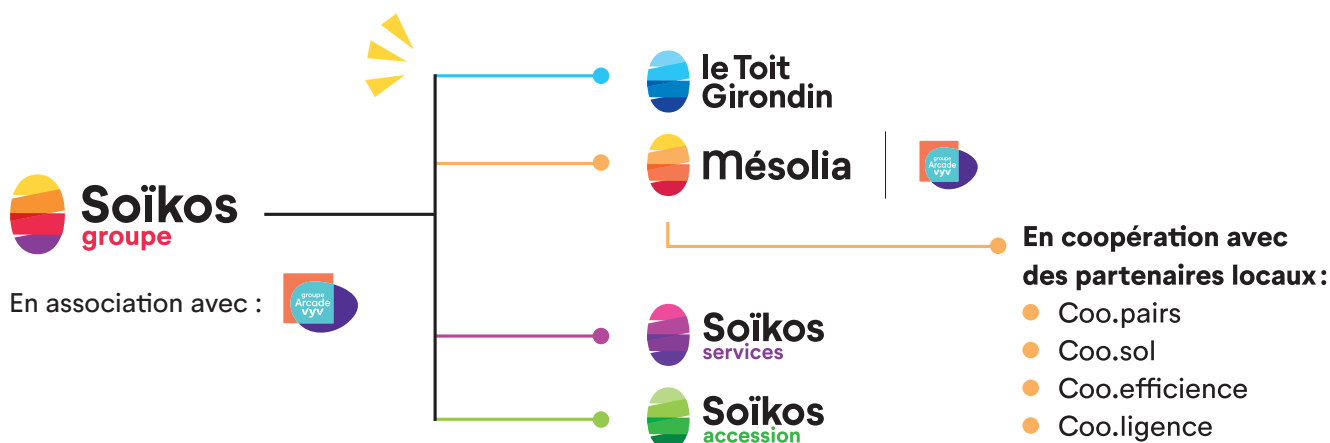 Soïkos
groupe
En association avec :
groupe
Arcade
vyv
le Toit
Girondin
mésolia
groupe
Arcade
vyv
En coopération avec
des partenaires locaux :
Coo.pairs
Coo.sol
Coo.efficience
Coo.ligence
Soïkos
services
Soïkos
accession